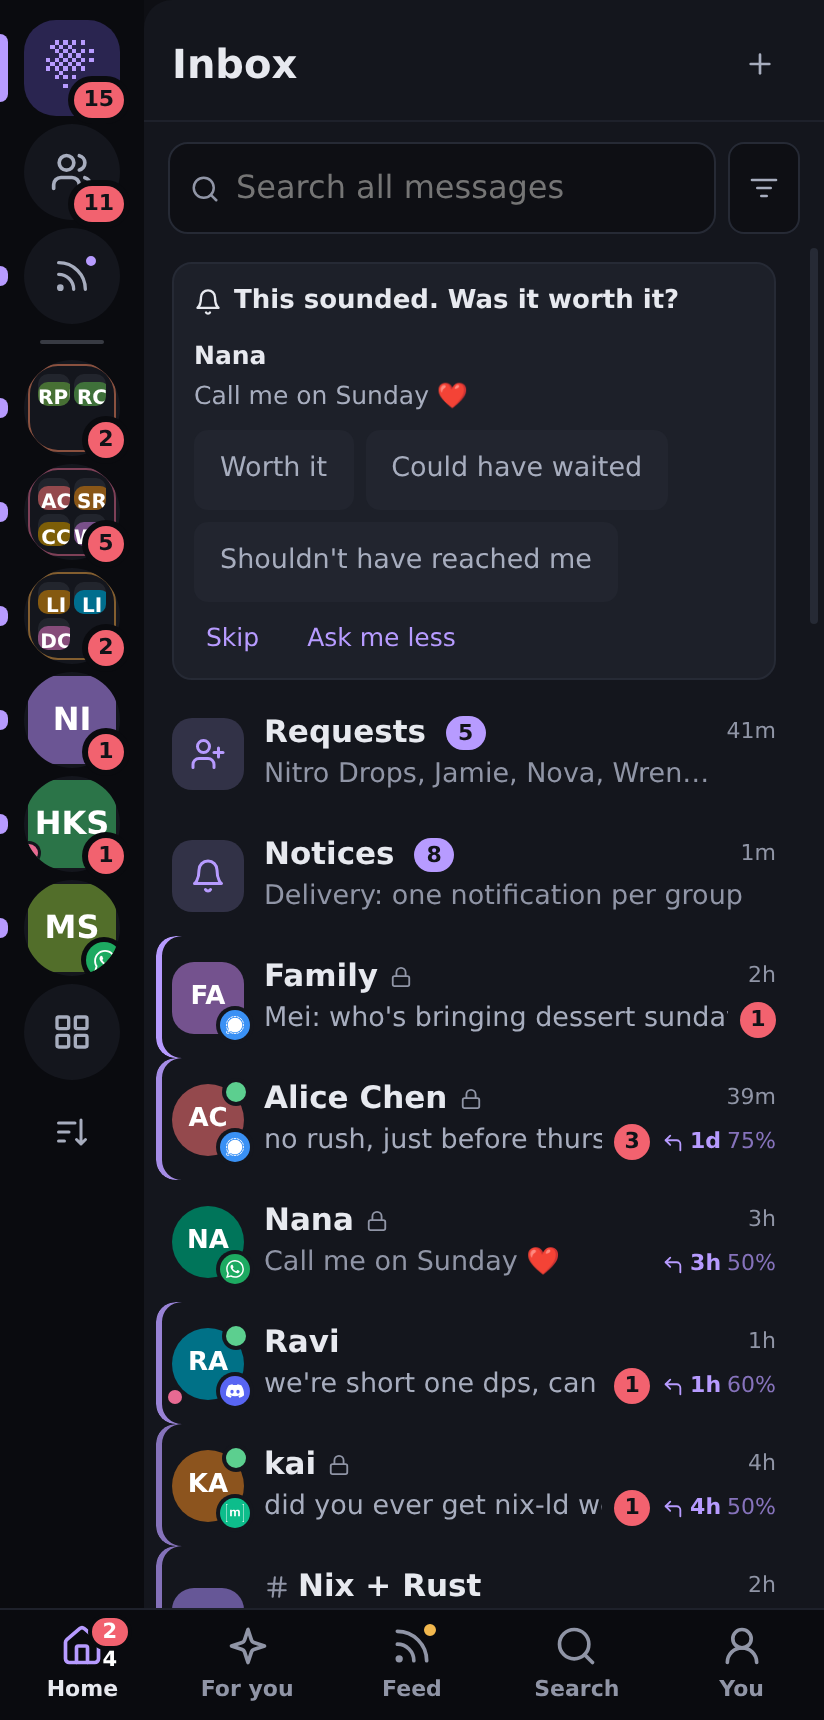 15
11
2
5
2
1
1
RP RC
AC SR
CC
LI LI
DC
NI
HKS
MS
Inbox
Search all messages
This sounded. Was it worth it?
Nana
Call me on Sunday ❤️
Worth it
Could have waited
Shouldn't have reached me
Skip
Ask me less
Requests 5 41m
Nitro Drops, Jamie, Nova, Wren…
Notices 8 1m
Delivery: one notification per group
FA
Family 2h
Mei: who's bringing dessert sunday 1
AC
Alice Chen 39m
no rush, just before thurs 3 1d 75%
NA
Nana 3h
Call me on Sunday ❤️ 3h 50%
RA
Ravi 1h
we're short one dps, can 1 1h 60%
KA
m
kai 4h
did you ever get nix-ld w 1 4h 50%
# Nix + Rust 2h
2
4
Home
For you
Feed
Search
You